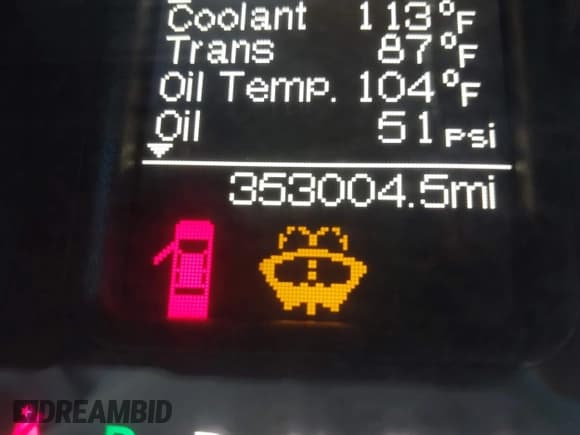 Coolant 113°F
Trans 87°F
Oil Temp. 104°F
Oil 51 PSI
353004.5mi
DREAMBID